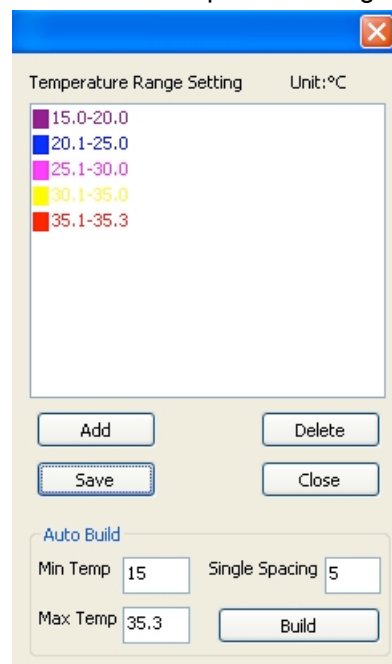 Temperature Range Setting Unit:°C
15.0-20.0
20.1-25.0
25.1-30.0
30.1-35.0
35.1-35.3
Add Delete
Save Close
Auto Build
Min Temp 15 Single Spacing 5
Max Temp 35.3 Build